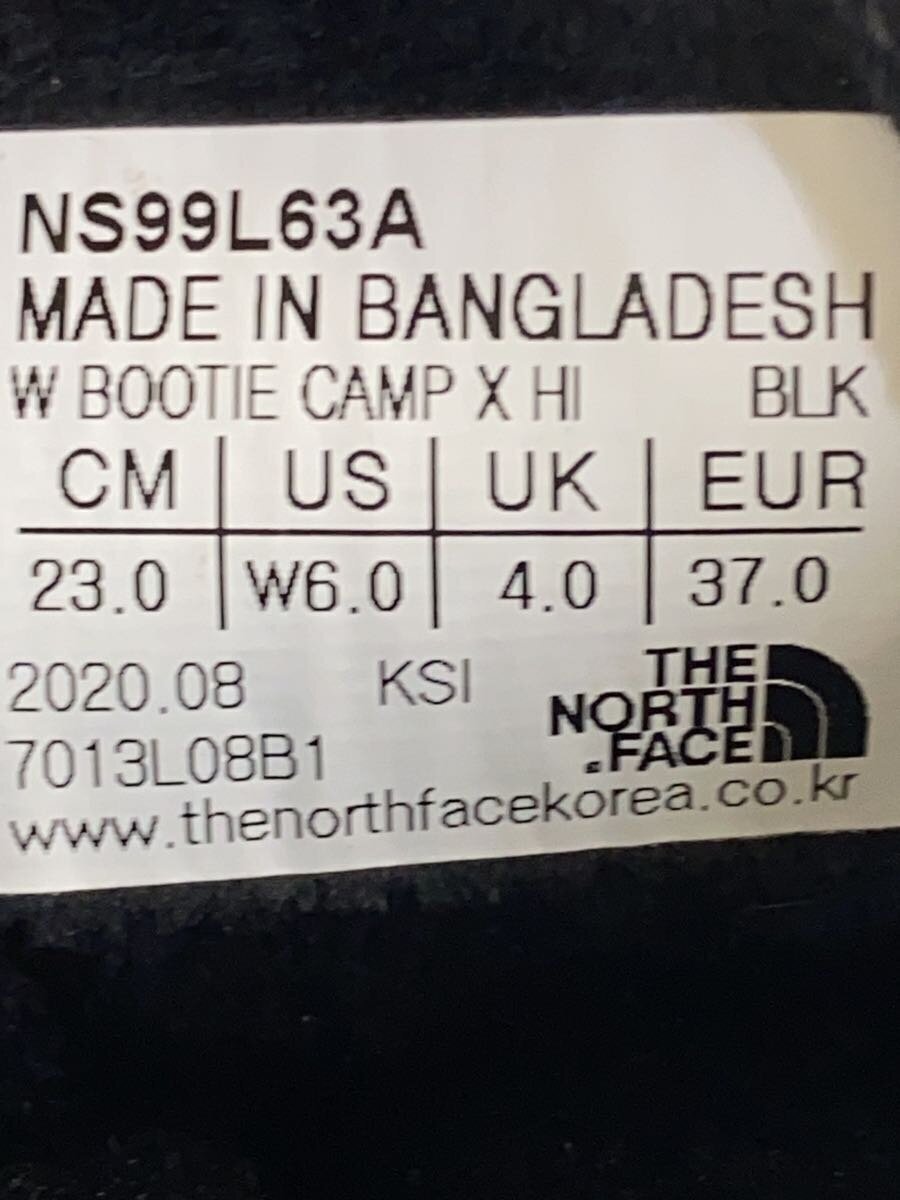 NS99L63A
MADE IN BANGLADESH
W BOOTIE CAMP X HI BLK
CM US UK EUR
23.0 W6.0 4.0 37.0
2020.08 KSI
7013L08B1
THE
NORTH
FACE
www.thenorthfacekorea.co.kr